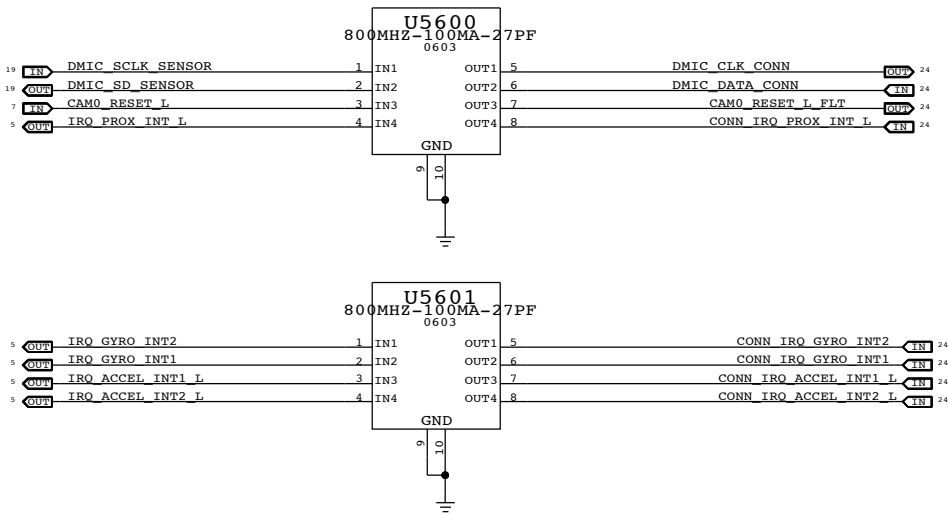 U5600
800MHZ-100MA-27PF
0603
19 IN DMIC_SCLK_SENSOR 1 IN1 OUT1 5 DMIC_CLK_CONN OUT 24
19 OUT DMIC_SD_SENSOR 2 IN2 OUT2 6 DMIC_DATA_CONN IN 24
7 IN CAM0_RESET_L 3 IN3 OUT3 7 CAM0_RESET_L_FLT OUT 24
5 OUT IRQ_PROX_INT_L 4 IN4 OUT4 8 CONN_IRQ_PROX_INT_L IN 24
GND
9 10
U5601
800MHZ-100MA-27PF
0603
5 OUT IRQ_GYRO_INT2 1 IN1 OUT1 5 CONN_IRQ_GYRO_INT2 IN 24
5 OUT IRQ_GYRO_INT1 2 IN2 OUT2 6 CONN_IRQ_GYRO_INT1 IN 24
5 OUT IRQ_ACCEL_INT1_L 3 IN3 OUT3 7 CONN_IRQ_ACCEL_INT1_L IN 24
5 OUT IRQ_ACCEL_INT2_L 4 IN4 OUT4 8 CONN_IRQ_ACCEL_INT2_L IN 24
GND
9 10